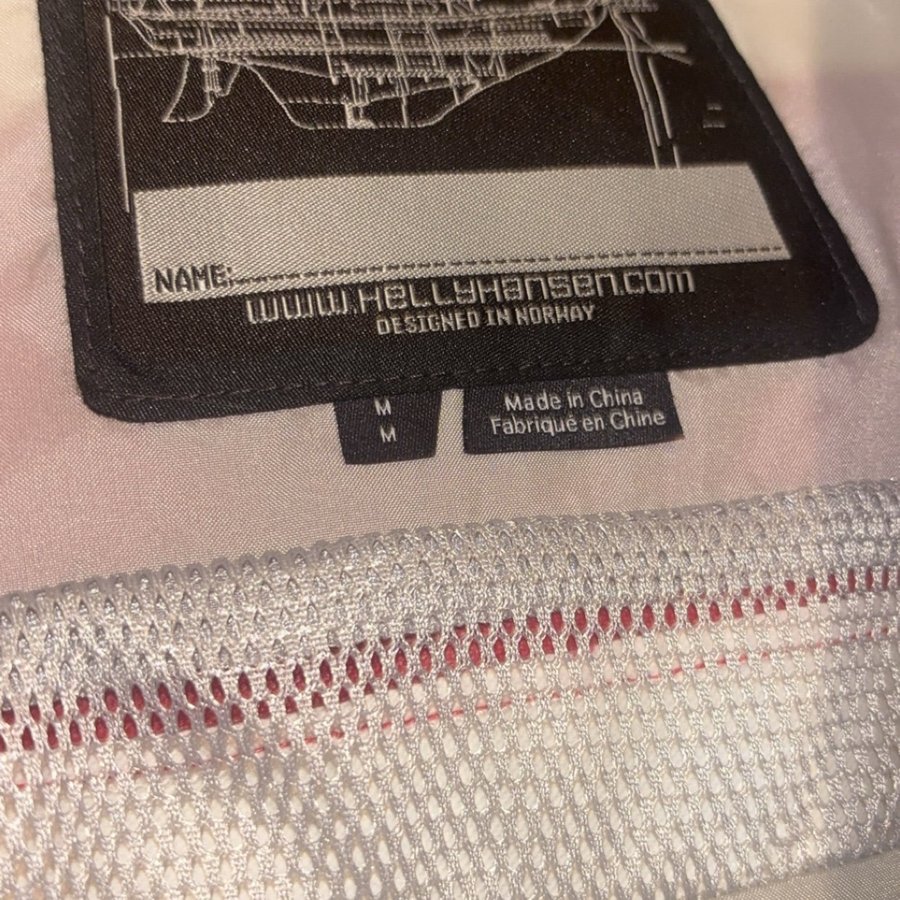 NAME:
www.HellyHansen.com
DESIGNED IN NORWAY
M
M
Made in China
Fabriqué en Chine